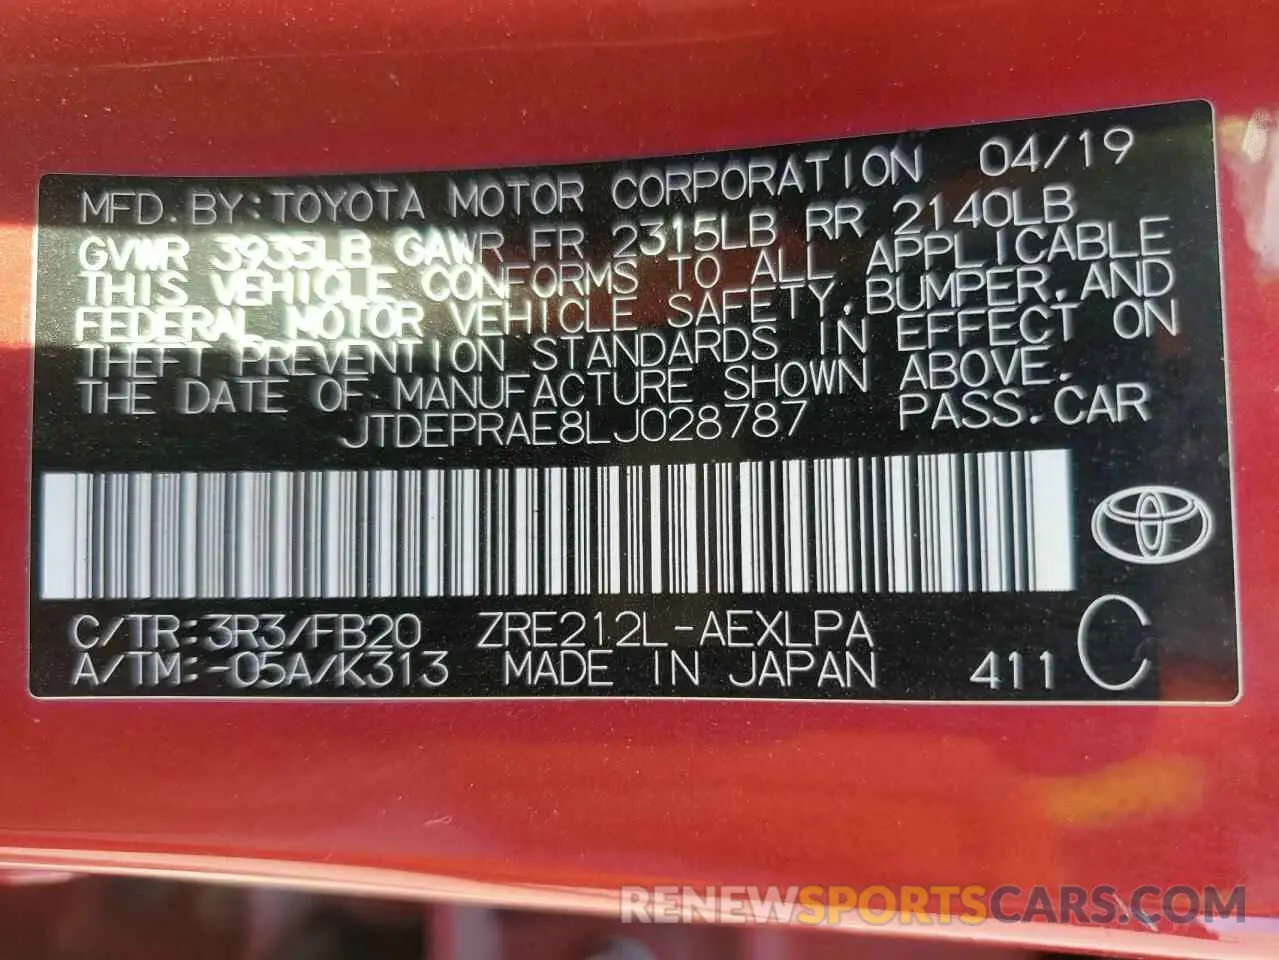 MFD. BY: TOYOTA MOTOR CORPORATION 04/19
GVWR 3935LB GAWR FR 2315LB RR 2140LB
THIS VEHICLE CONFORMS TO ALL APPLICABLE
FEDERAL MOTOR VEHICLE SAFETY, BUMPER, AND
THEFT PREVENTION STANDARDS IN EFFECT ON
THE DATE OF MANUFACTURE SHOWN ABOVE.
JTDEPRAE8LJ028787 PASS. CAR
C/TR: 3R3/FB20 ZRE212L-AEXLPA
A/TM: -05A/K313 MADE IN JAPAN 411 C
RENEWSPORTSCARS.COM